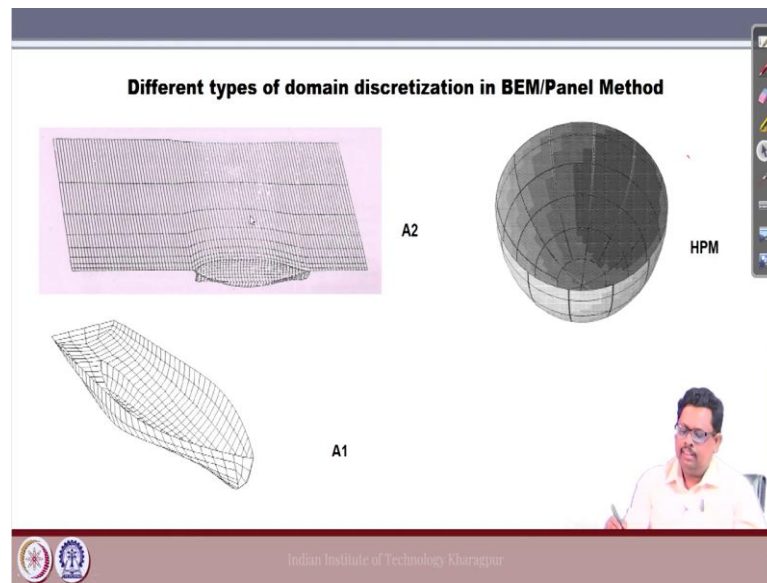 Different types of domain discretization in BEM/Panel Method
A2
HPM
A1
Indian Institute of Technology Kharagpur